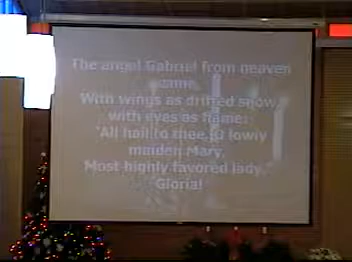 The angel Gabriel from heaven
came,
With wings as drifted snow,
with eyes as flame:
"All hail to thee, O lowly
maiden Mary,
Most highly favored lady,"
Gloria!